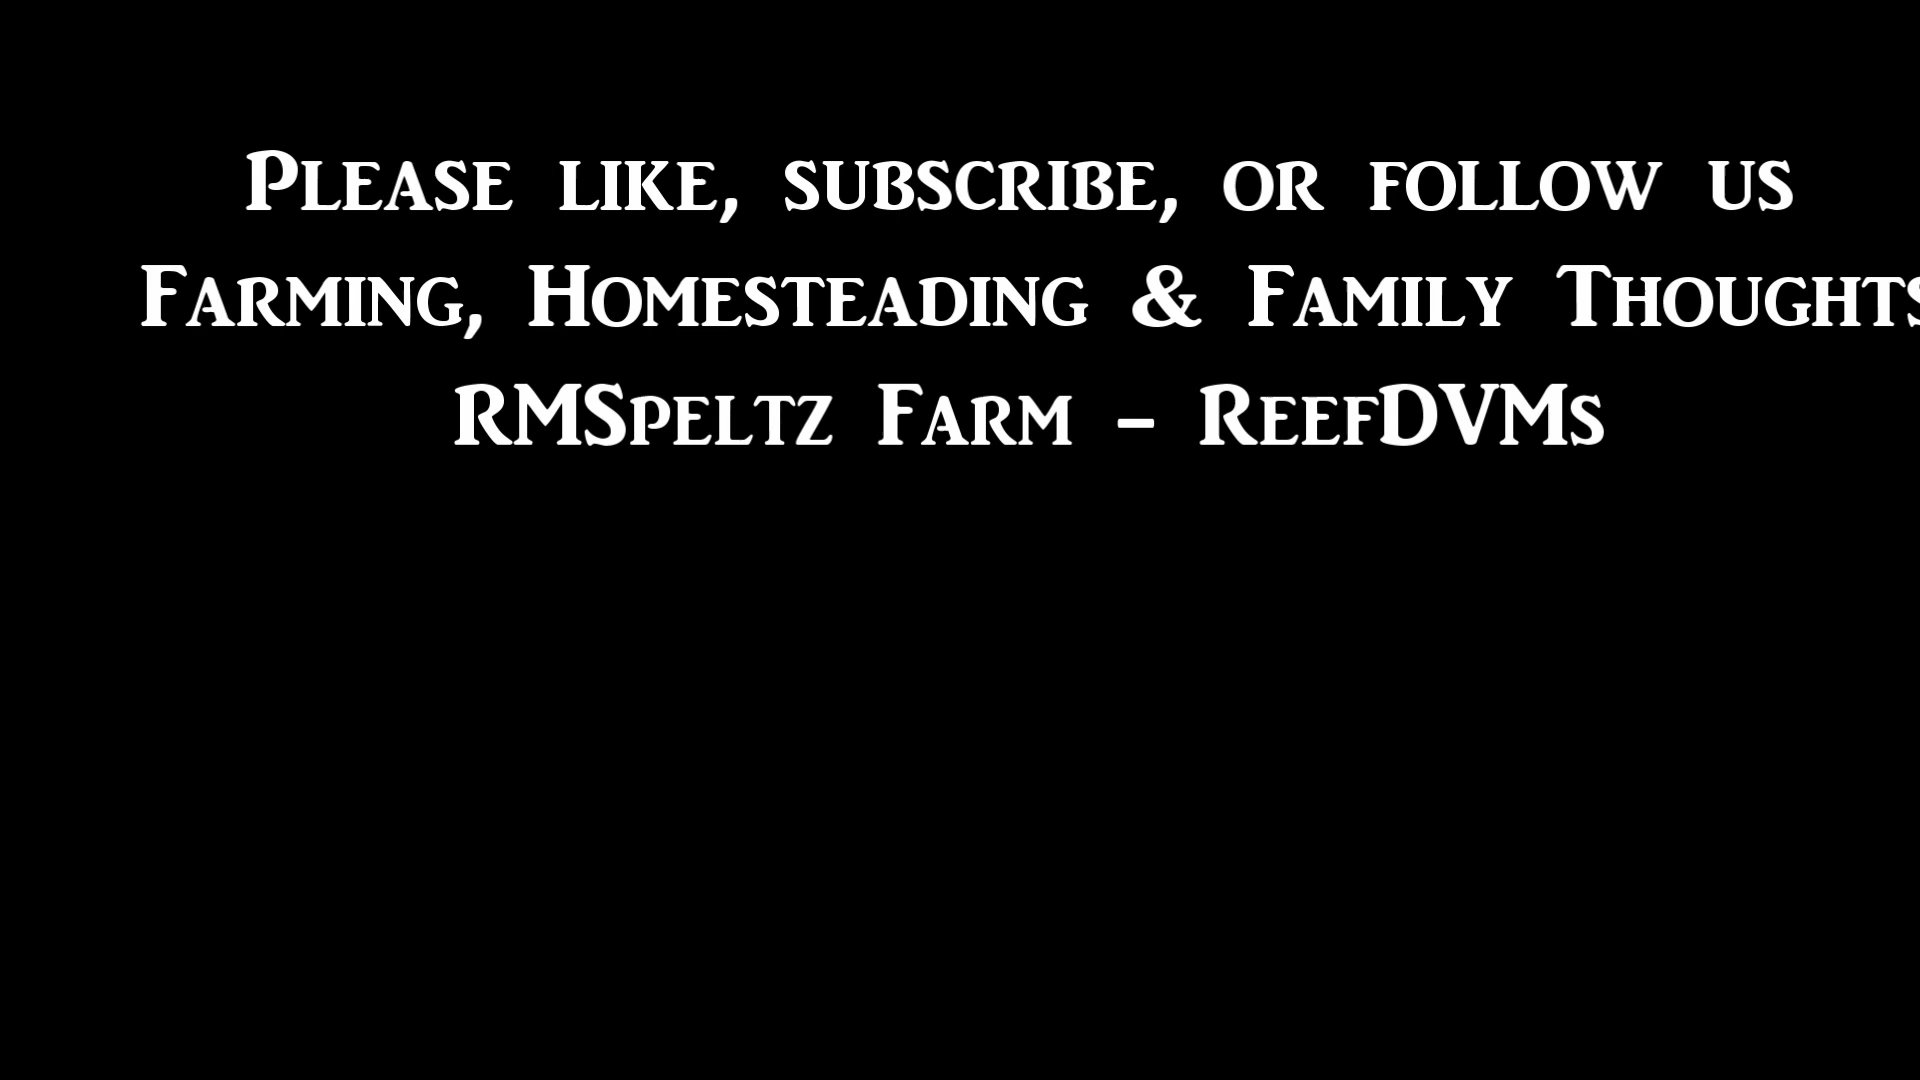 Please like, subscribe, or follow us
Farming, Homesteading & Family Thoughts
RMSpeltz Farm - ReefDVMs